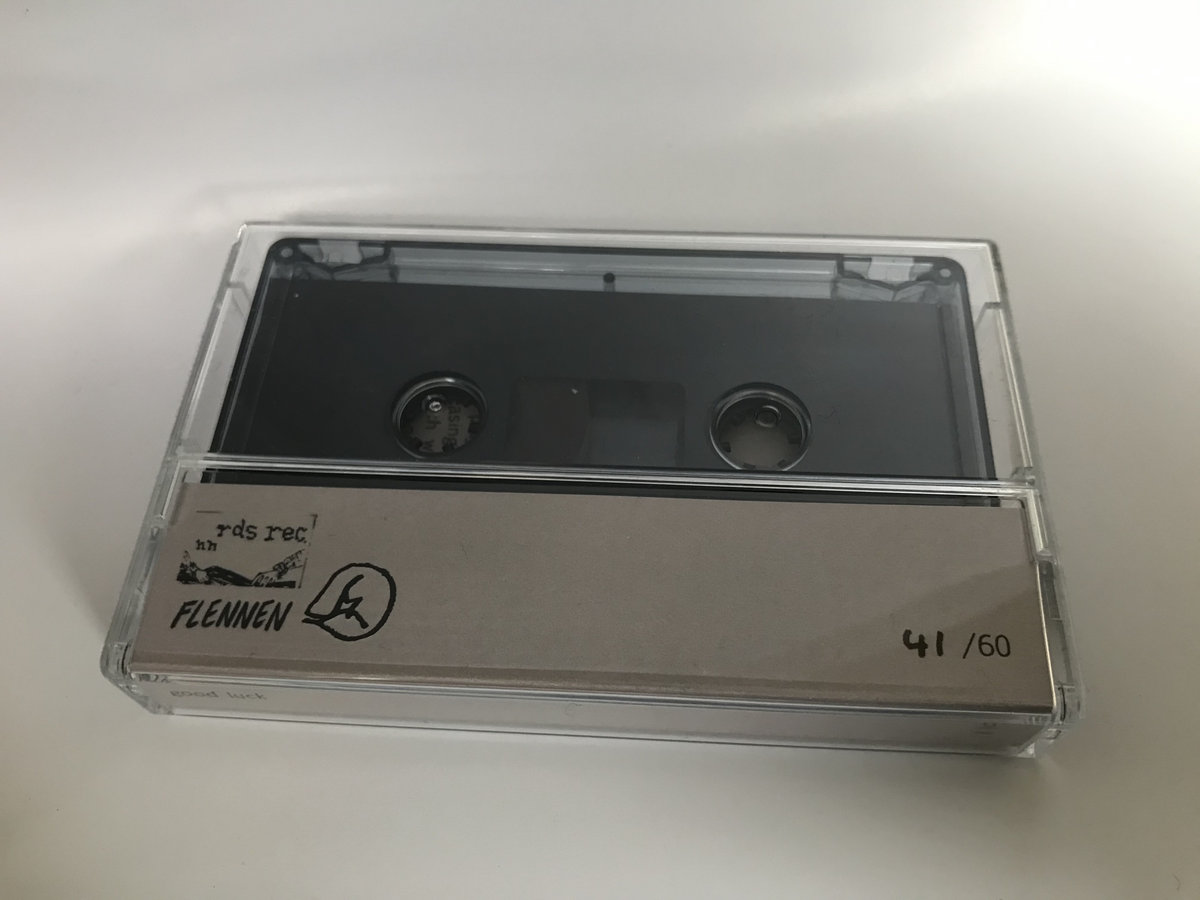 rds rec
hh
FLENNEN
41 /60
good luck